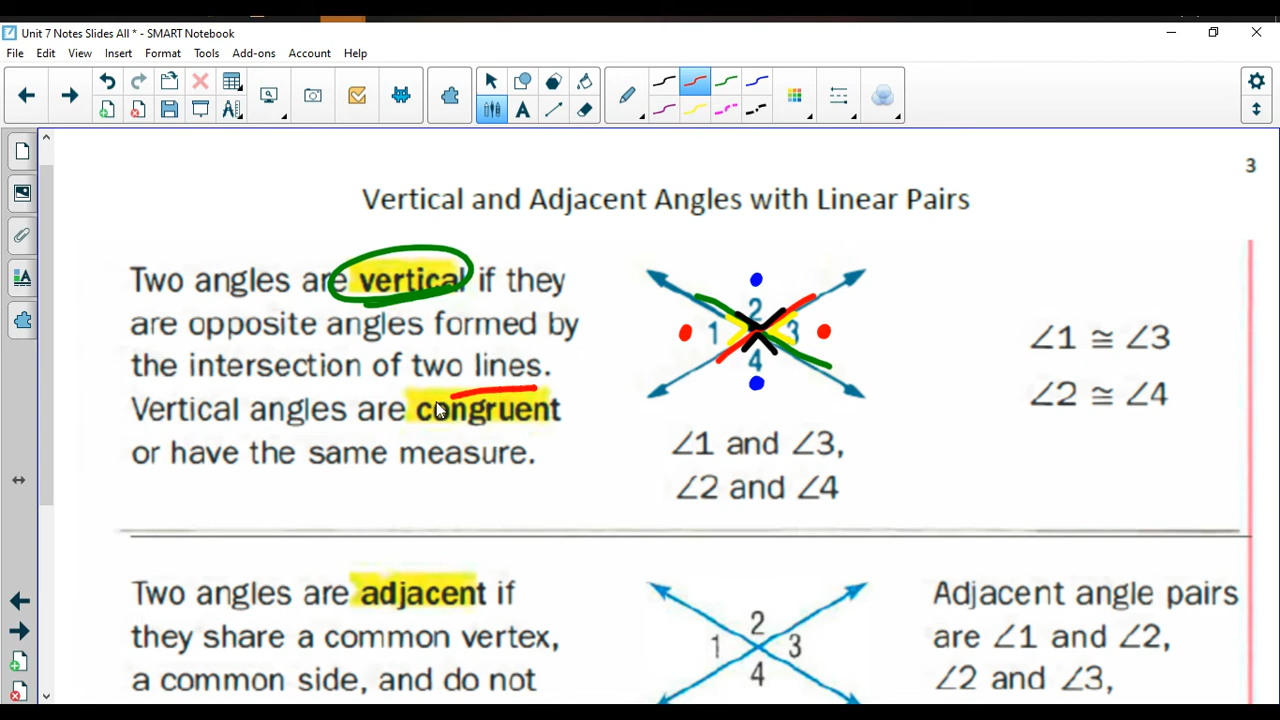 Unit 7 Notes Slides All * - SMART Notebook
File Edit View Insert Format Tools Add-ons Account Help
3
Vertical and Adjacent Angles with Linear Pairs
Two angles are vertical if they
are opposite angles formed by
the intersection of two lines.
Vertical angles are congruent
or have the same measure.
2
1 3
4
∠1 and ∠3,
∠2 and ∠4
∠1 ≅ ∠3
∠2 ≅ ∠4
Two angles are adjacent if
they share a common vertex,
a common side, and do not
2
1 3
4
Adjacent angle pairs
are ∠1 and ∠2,
∠2 and ∠3,